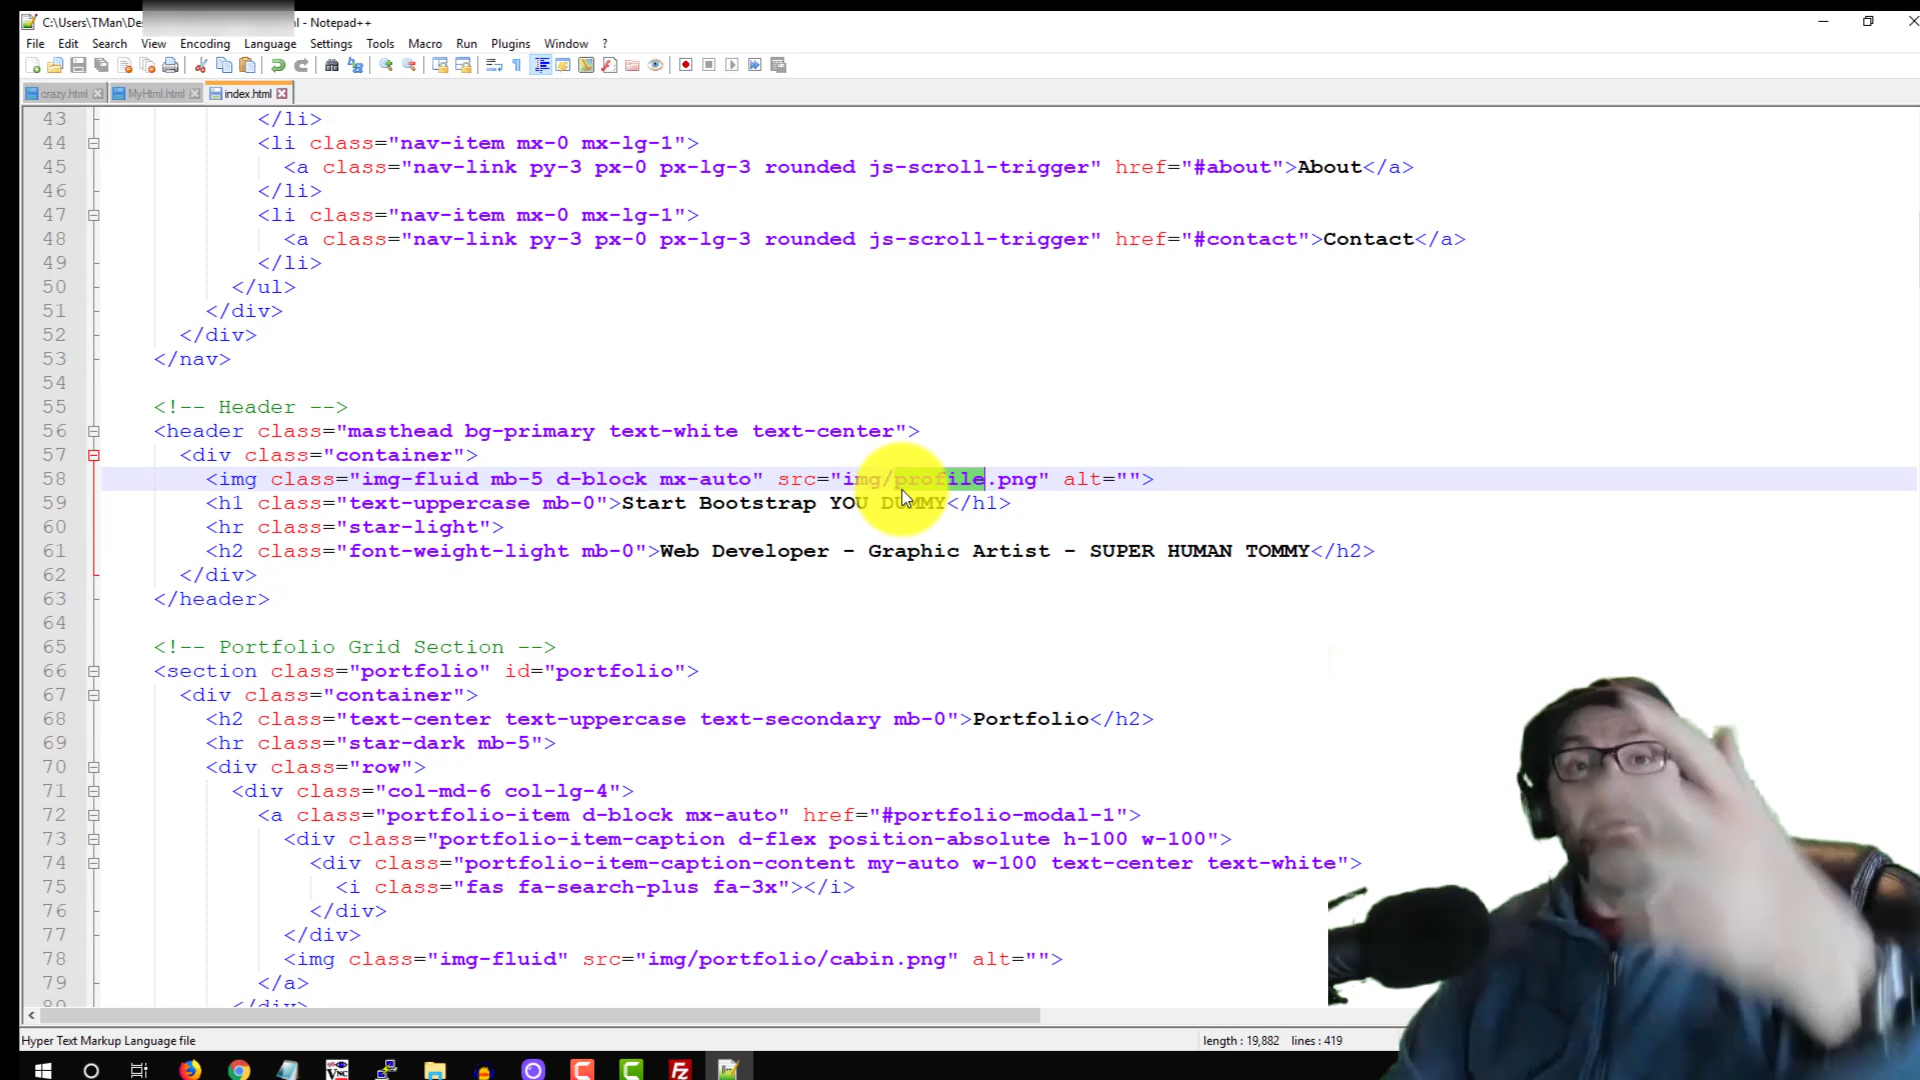 C:\Users\TMan\De
l - Notepad++
File Edit Search View Encoding Language Settings Tools Macro Run Plugins Window ?
crazy.html MyHtml.html index.html
43 </li>
44 <li class="nav-item mx-0 mx-lg-1">
45 <a class="nav-link py-3 px-0 px-lg-3 rounded js-scroll-trigger" href="#about">About</a>
46 </li>
47 <li class="nav-item mx-0 mx-lg-1">
48 <a class="nav-link py-3 px-0 px-lg-3 rounded js-scroll-trigger" href="#contact">Contact</a>
49 </li>
50 </ul>
51 </div>
52 </div>
53 </nav>
54
55 <!-- Header -->
56 <header class="masthead bg-primary text-white text-center">
57 <div class="container">
58 <img class="img-fluid mb-5 d-block mx-auto" src="img/profile.png" alt="">
59 <h1 class="text-uppercase mb-0">Start Bootstrap YOU DUMMY</h1>
60 <hr class="star-light">
61 <h2 class="font-weight-light mb-0">Web Developer - Graphic Artist - SUPER HUMAN TOMMY</h2>
62 </div>
63 </header>
64
65 <!-- Portfolio Grid Section -->
66 <section class="portfolio" id="portfolio">
67 <div class="container">
68 <h2 class="text-center text-uppercase text-secondary mb-0">Portfolio</h2>
69 <hr class="star-dark mb-5">
70 <div class="row">
71 <div class="col-md-6 col-lg-4">
72 <a class="portfolio-item d-block mx-auto" href="#portfolio-modal-1">
73 <div class="portfolio-item-caption d-flex position-absolute h-100 w-100">
74 <div class="portfolio-item-caption-content my-auto w-100 text-center text-white">
75 <i class="fas fa-search-plus fa-3x"></i>
76 </div>
77 </div>
78 <img class="img-fluid" src="img/portfolio/cabin.png" alt="">
79 </a>
80 </div>
Hyper Text Markup Language file length : 19,882 lines : 419